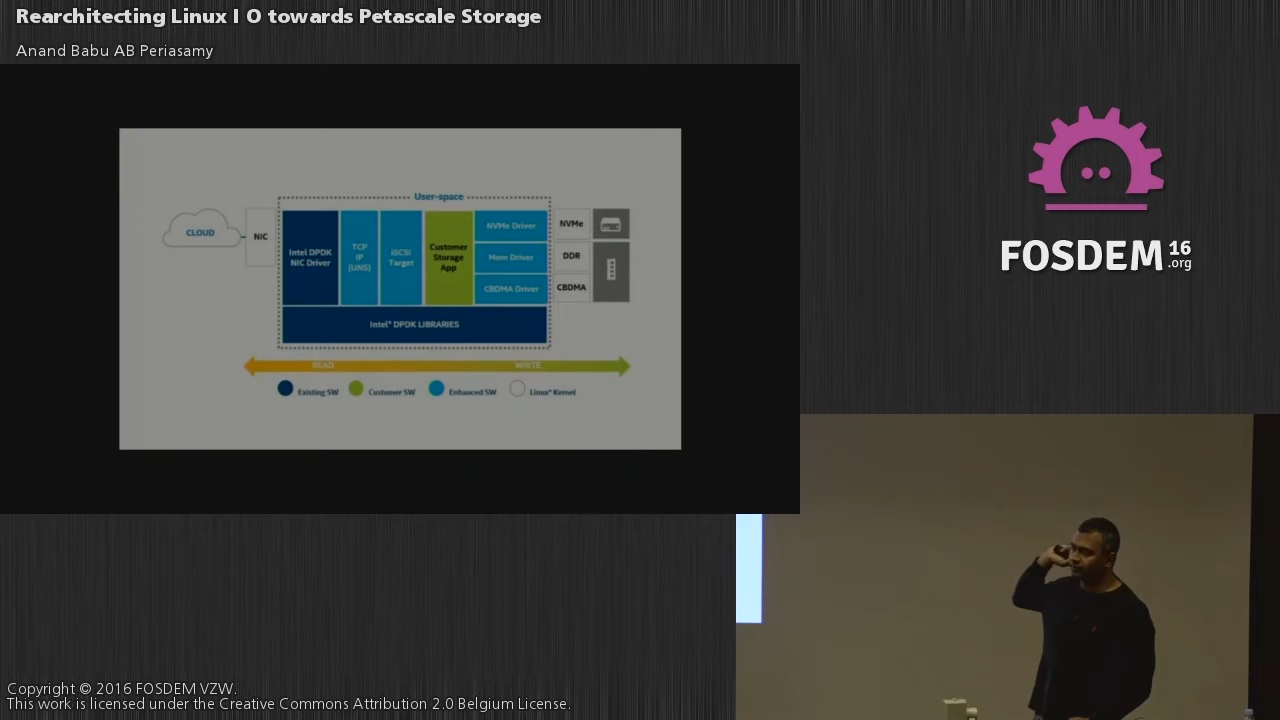 Rearchitecting Linux I O towards Petascale Storage
Anand Babu AB Periasamy
User-space
CLOUD
NIC
Intel DPDK
NIC Driver
TCP
IP
(UNS)
iSCSI
Target
Customer
Storage
App
NVMe Driver
Mem Driver
CBDMA Driver
NVMe
DDR
CBDMA
Intel® DPDK LIBRARIES
READ
WRITE
Existing SW
Customer SW
Enhanced SW
Linux* Kernel
FOSDEM 16
.org
Copyright © 2016 FOSDEM VZW.
This work is licensed under the Creative Commons Attribution 2.0 Belgium License.